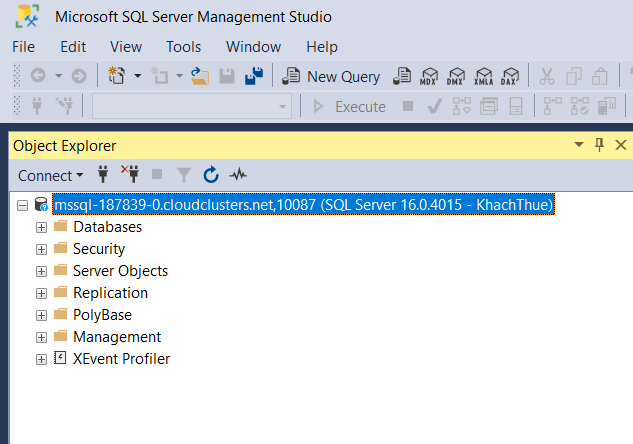 Microsoft SQL Server Management Studio
File Edit View Tools Window Help
New Query MDX DMX XMLA DAX
Execute
Object Explorer
Connect
mssql-187839-0.cloudclusters.net,10087 (SQL Server 16.0.4015 - KhachThue)
Databases
Security
Server Objects
Replication
PolyBase
Management
XEvent Profiler